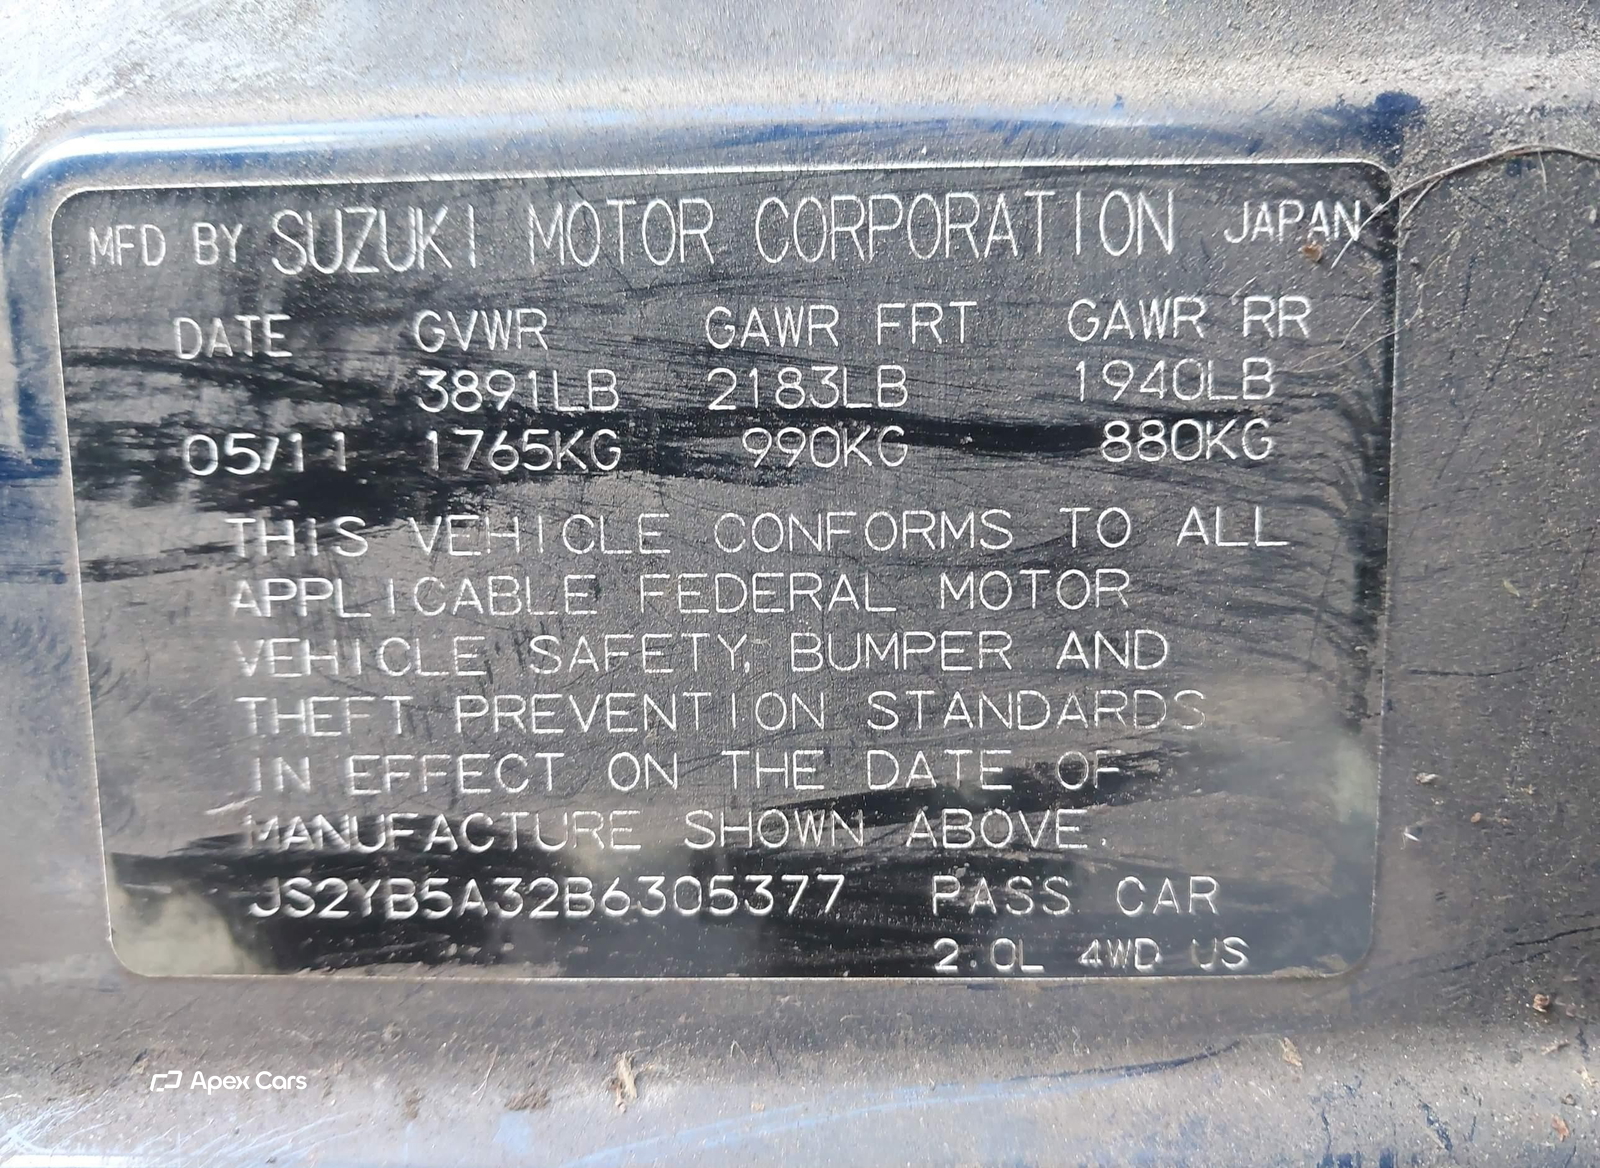 MFD BY SUZUKI MOTOR CORPORATION JAPAN
DATE GVWR GAWR FRT GAWR RR
3891LB 2183LB 1940LB
05/11 1765KG 990KG 880KG
THIS VEHICLE CONFORMS TO ALL
APPLICABLE FEDERAL MOTOR
VEHICLE SAFETY, BUMPER AND
THEFT PREVENTION STANDARDS
IN EFFECT ON THE DATE OF
MANUFACTURE SHOWN ABOVE.
JS2YB5A32B6305377 PASS CAR
2.0L 4WD US
Apex Cars